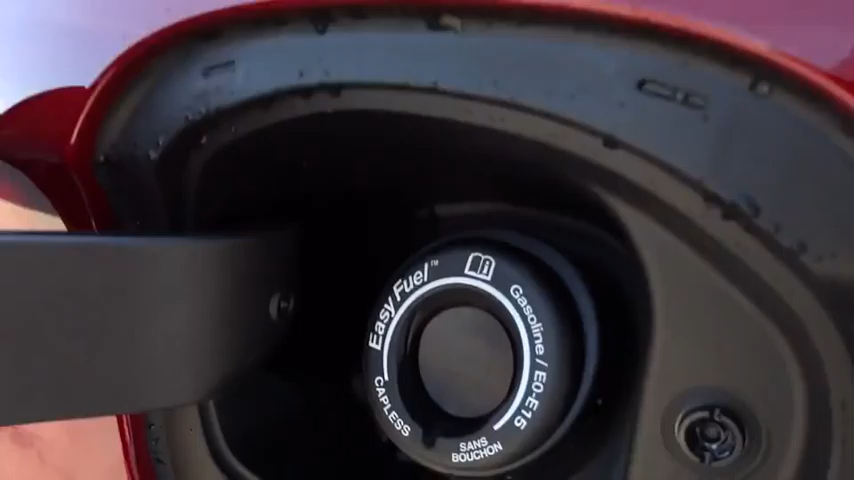 Easy Fuel™
Gasoline / E0-E15
CAPLESS
SANS
BOUCHON